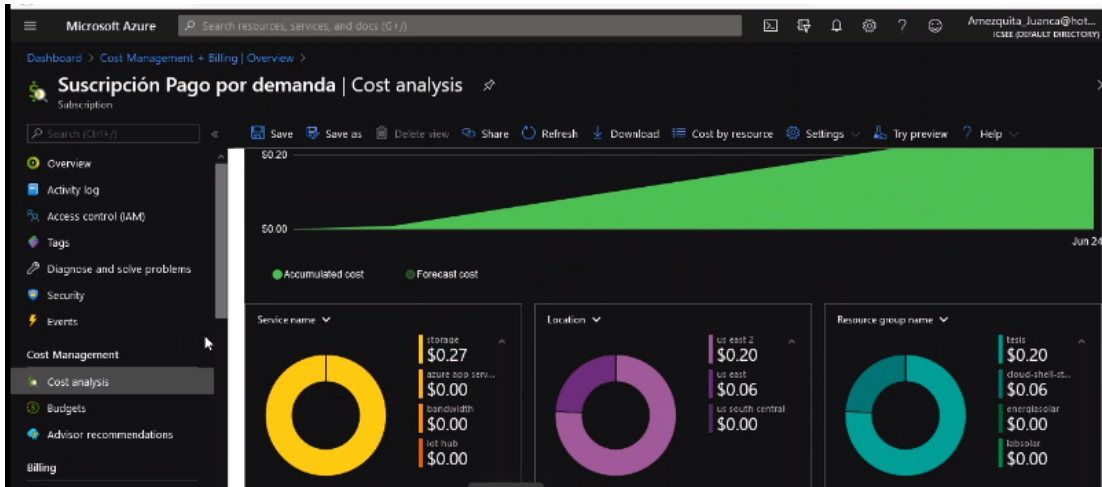 Microsoft Azure
Search resources, services, and docs (G+/)
Amezquita_Juanca@hot...
ICSEE (DEFAULT DIRECTORY)
Dashboard > Cost Management + Billing | Overview >
Suscripción Pago por demanda | Cost analysis
Subscription
Search (Ctrl+/)
«
Save
Save as
Delete view
Share
Refresh
Download
Cost by resource
Settings
Try preview
? Help
Overview
Activity log
Access control (IAM)
Tags
Diagnose and solve problems
Security
Events
Cost Management
Cost analysis
Budgets
Advisor recommendations
Billing
$0.20
$0.00
Jun 24
Accumulated cost
Forecast cost
Service name
storage
$0.27
azure app serv...
$0.00
bandwidth
$0.00
iot hub
$0.00
Location
us east 2
$0.20
us east
$0.06
us south central
$0.00
Resource group name
tesis
$0.20
cloud-shell-st...
$0.06
energiasolar
$0.00
labsolar
$0.00